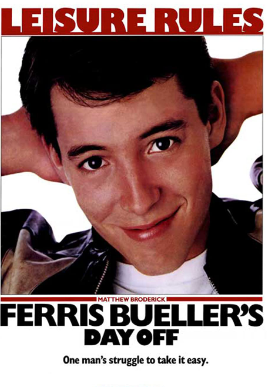 LEISURE RULES
MATTHEW BRODERICK
FERRIS BUELLER'S
DAY OFF
One man's struggle to take it easy.